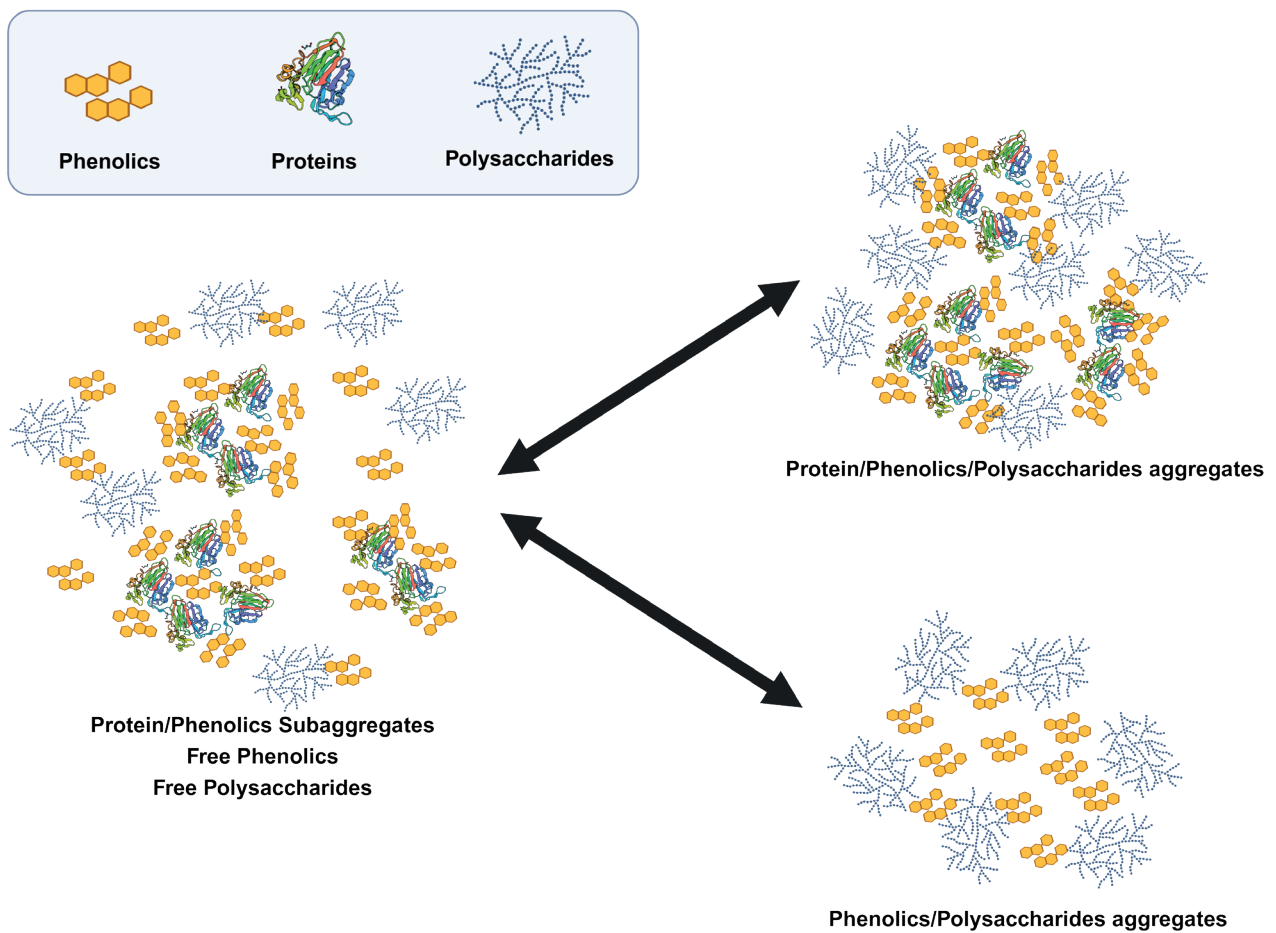 Phenolics
Proteins
Polysaccharides
Protein/Phenolics/Polysaccharides aggregates
Protein/Phenolics Subaggregates
Free Phenolics
Free Polysaccharides
Phenolics/Polysaccharides aggregates